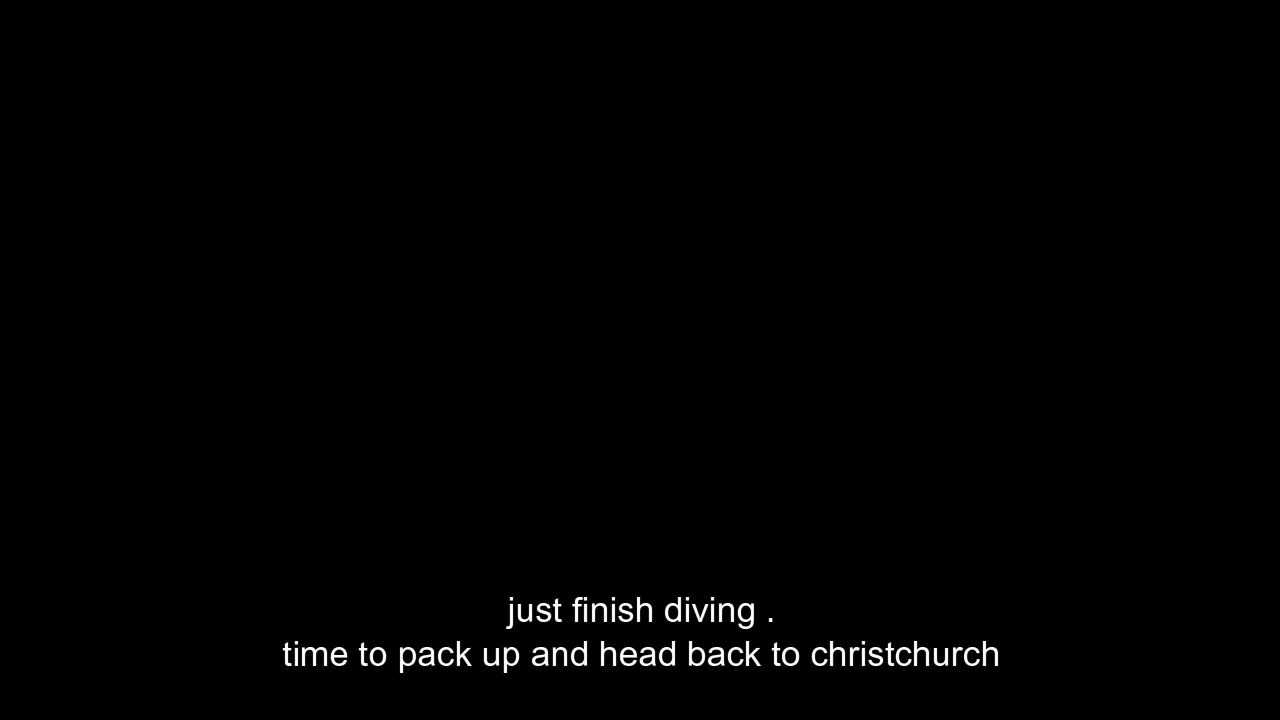 just finish diving .
time to pack up and head back to christchurch